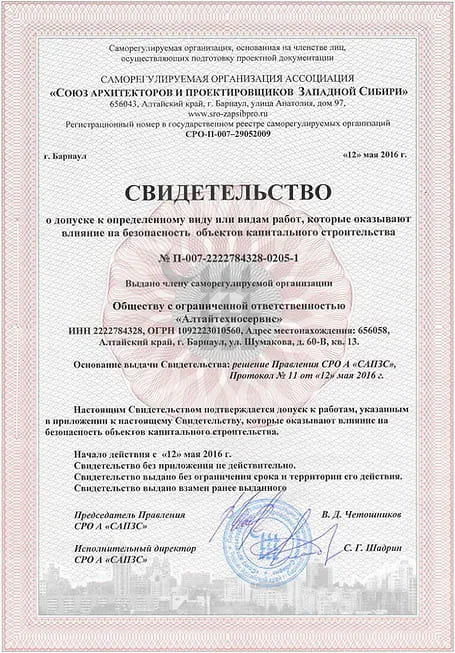 Саморегулируемая организация, основанная на членстве лиц,
осуществляющих подготовку проектной документации
САМОРЕГУЛИРУЕМАЯ ОРГАНИЗАЦИЯ АССОЦИАЦИЯ
«СОЮЗ АРХИТЕКТОРОВ И ПРОЕКТИРОВЩИКОВ ЗАПАДНОЙ СИБИРИ»
656043, Алтайский край, г. Барнаул, улица Анатолия, дом 97,
www.sro-zapsibpro.ru
Регистрационный номер в государственном реестре саморегулируемых организаций
СРО-П-007–29052009
г. Барнаул «12» мая 2016 г.
СВИДЕТЕЛЬСТВО
о допуске к определенному виду или видам работ, которые оказывают
влияние на безопасность объектов капитального строительства
№ П-007-2222784328-0205-1
Выдано члену саморегулируемой организации
Обществу с ограниченной ответственностью
«Алтайтехносервис»
ИНН 2222784328, ОГРН 1092223010560, Адрес местонахождения: 656058,
Алтайский край, г. Барнаул, ул. Шумакова, д. 60-В, кв. 13.
Основание выдачи Свидетельства: решение Правления СРО А «САПЗС»,
Протокол № 11 от «12» мая 2016 г.
Настоящим Свидетельством подтверждается допуск к работам, указанным
в приложении к настоящему Свидетельству, которые оказывают влияние на
безопасность объектов капитального строительства.
Начало действия с «12» мая 2016 г.
Свидетельство без приложения не действительно.
Свидетельство выдано без ограничения срока и территории его действия.
Свидетельство выдано взамен ранее выданного
Председатель Правления В. Д. Четошников
СРО А «САПЗС»
Исполнительный директор С. Г. Шадрин
СРО А «САПЗС»